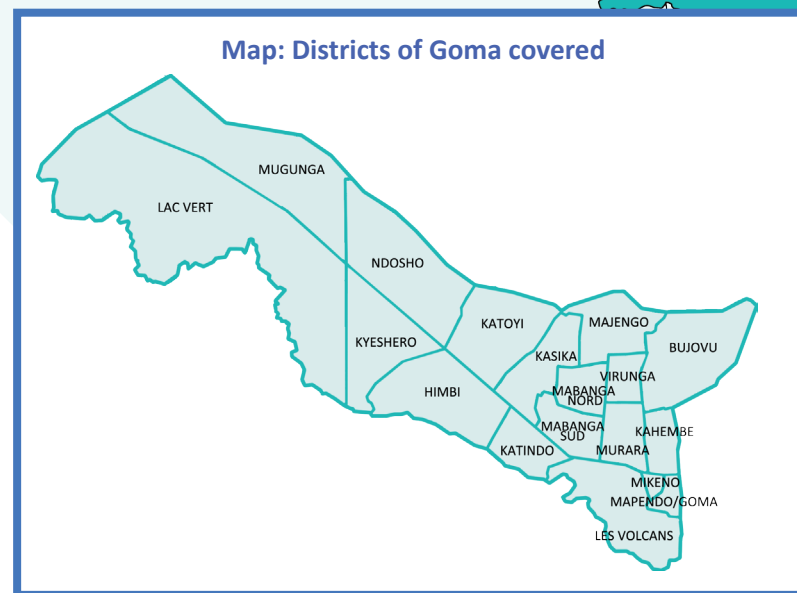 Map: Districts of Goma covered
MUGUNGA
LAC VERT
NDOSHO
KATOYI
MAJENGO
KYESHERO
KASIKA
BUJOVU
VIRUNGA
HIMBI
MABANGA
NORD
MABANGA
SUD
KAHEMBE
KATINDO
MURARA
MIKENO
MAPENDO/GOMA
LES VOLCANS